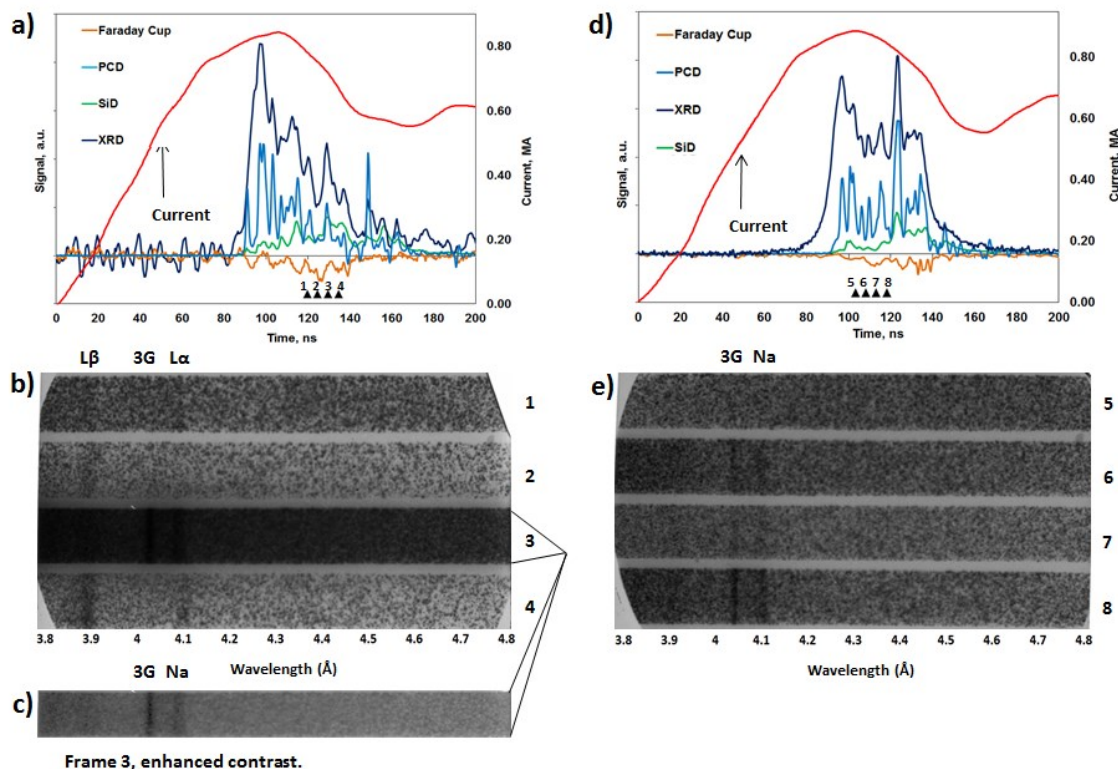 a)
Faraday Cup
PCD
SiD
XRD
Current
1 2 3 4
Signal, a.u.
Current, MA
0.80
0.60
0.40
0.20
0.00
0 20 40 60 80 100 120 140 160 180 200
Time, ns
d)
Faraday Cup
PCD
XRD
SiD
Current
5 6 7 8
Signal, a.u.
Current, MA
0.80
0.60
0.40
0.20
0.00
0 20 40 60 80 100 120 140 160 180 200
Time, ns
b)
Lβ 3G Lα
1
2
3
4
3.8 3.9 4 4.1 4.2 4.3 4.4 4.5 4.6 4.7 4.8
Wavelength (Å)
e)
3G Na
5
6
7
8
3.8 3.9 4 4.1 4.2 4.3 4.4 4.5 4.6 4.7 4.8
Wavelength (Å)
c)
3G Na
Frame 3, enhanced contrast.